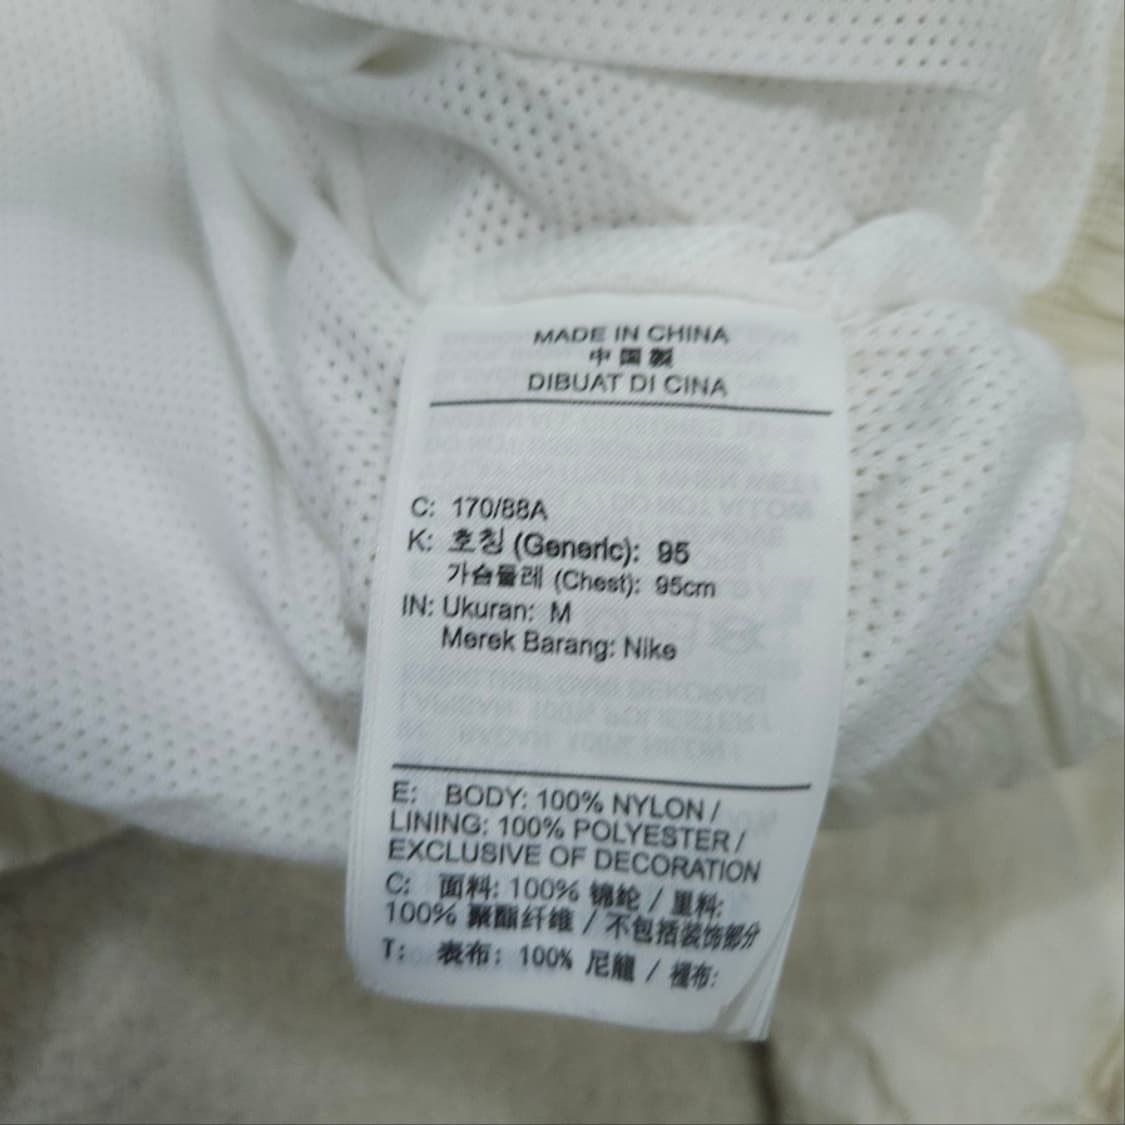 MADE IN CHINA
中国製
DIBUAT DI CINA
C: 170/88A
K: 호칭 (Generic): 95
가슴둘레 (Chest): 95cm
IN: Ukuran: M
Merek Barang: Nike
E: BODY: 100% NYLON /
LINING: 100% POLYESTER /
EXCLUSIVE OF DECORATION
C: 面料: 100% 锦纶 / 里料:
100% 聚酯纤维 / 不包括装饰部分
T: 表布: 100% 尼龍 / 裡布: